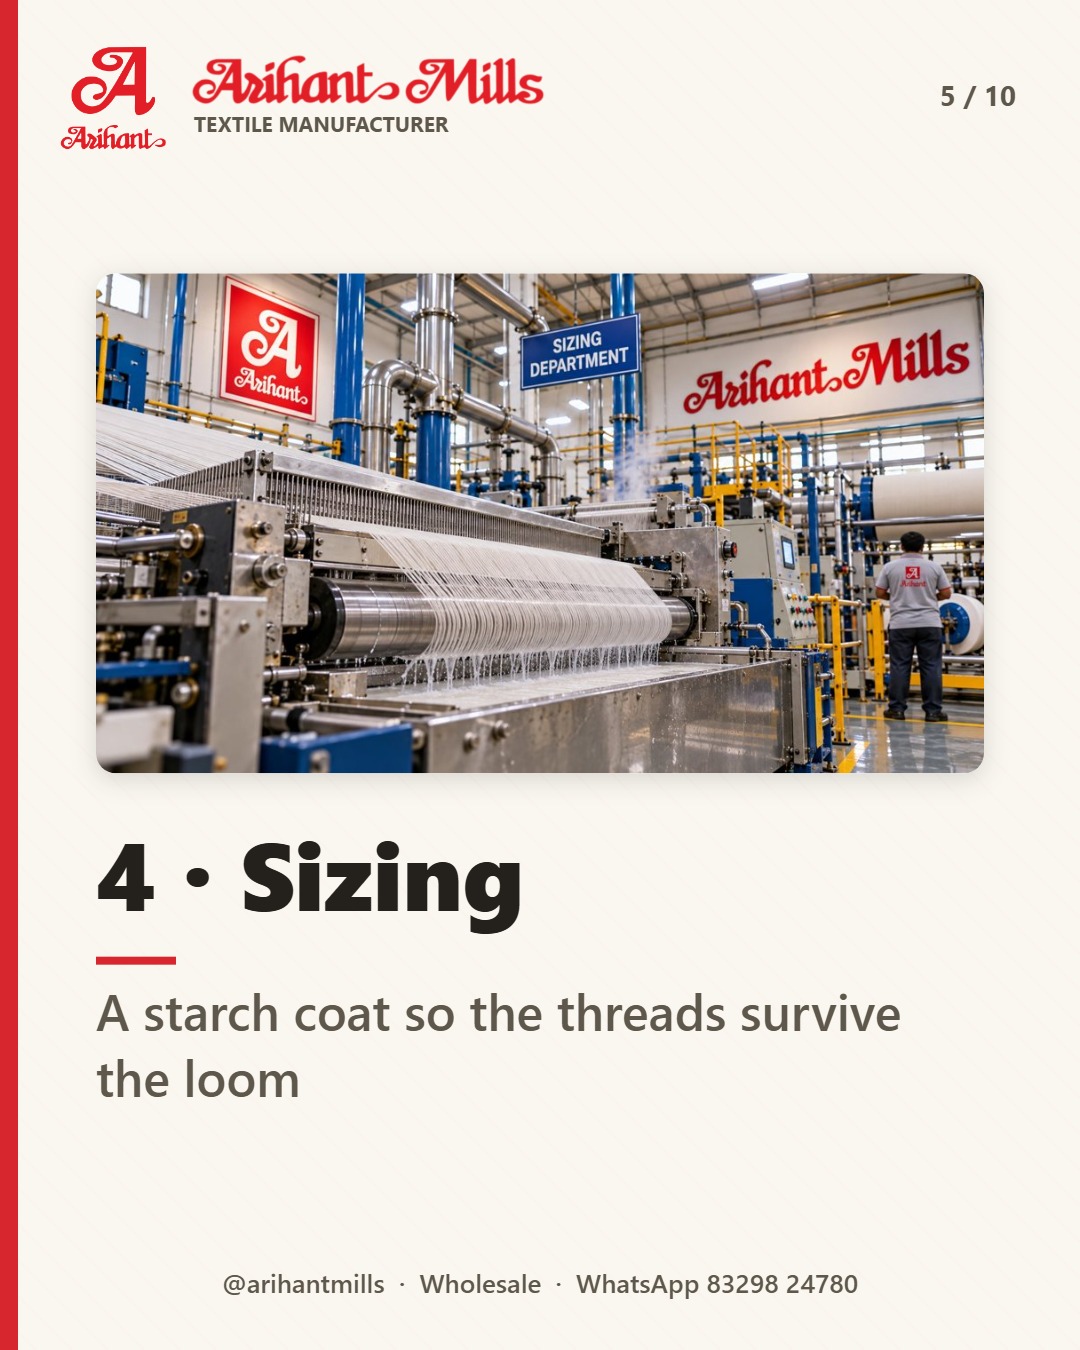 A
Arihant
Arihant Mills
TEXTILE MANUFACTURER
5 / 10
A
Arihant
SIZING
DEPARTMENT
Arihant Mills
A
Arihant
4 · Sizing
A starch coat so the threads survive
the loom
@arihantmills · Wholesale · WhatsApp 83298 24780